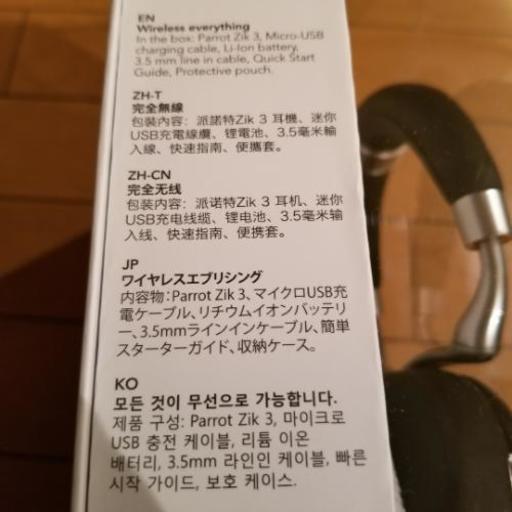 EN
Wireless everything
In the box: Parrot Zik 3, Micro-USB
charging cable, Li-Ion battery,
3.5 mm line in cable, Quick Start
Guide, Protective pouch.
ZH-T
完全無線
包裝內容：派諾特Zik 3 耳機、迷你
USB充電線纜、鋰電池、3.5毫米輸
入線、快速指南、便攜套。
ZH-CN
完全无线
包装内容：派诺特Zik 3 耳机、迷你
USB充电线缆、锂电池、3.5毫米输
入线、快速指南、便携套。
JP
ワイヤレスエブリシング
内容物：Parrot Zik 3、マイクロUSB充
電ケーブル、リチウムイオンバッテリ
ー、3.5mmラインインケーブル、簡単
スターターガイド、収納ケース。
KO
모든 것이 무선으로 가능합니다.
제품 구성: Parrot Zik 3, 마이크로
USB 충전 케이블, 리튬 이온
배터리, 3.5mm 라인인 케이블, 빠른
시작 가이드, 보호 케이스.